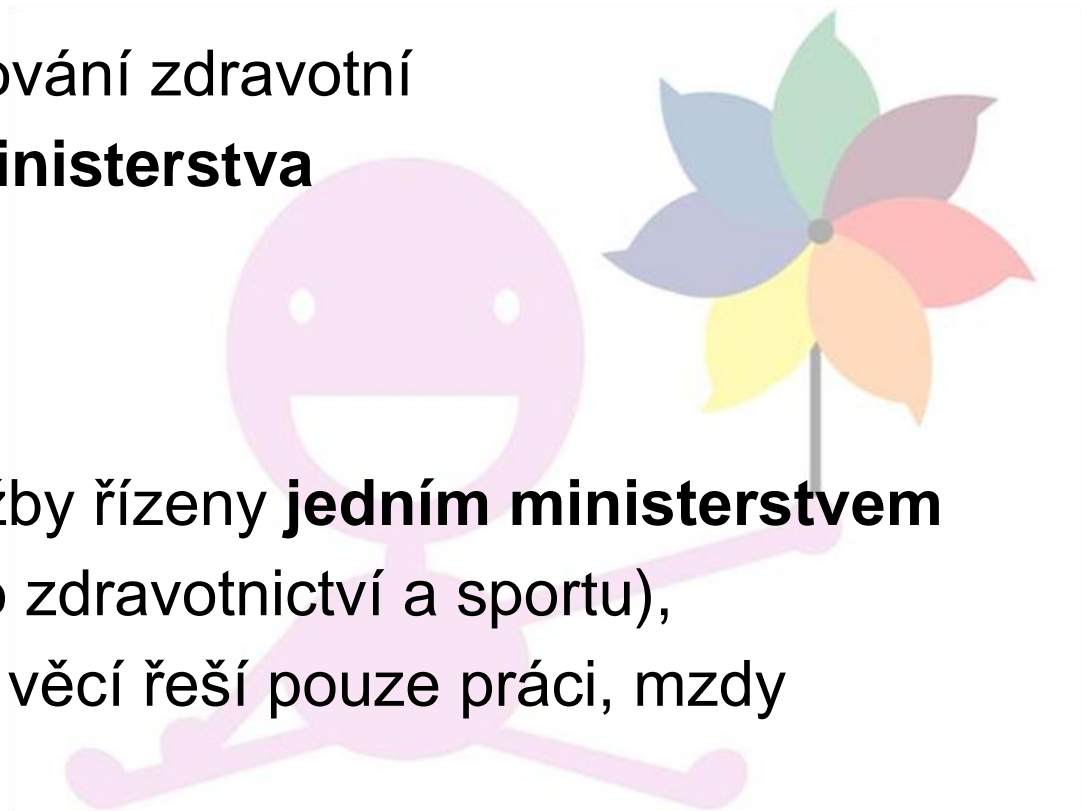 ování zdravotní
inisterstva
žby řízeny jedním ministerstvem
o zdravotnictví a sportu),
věcí řeší pouze práci, mzdy